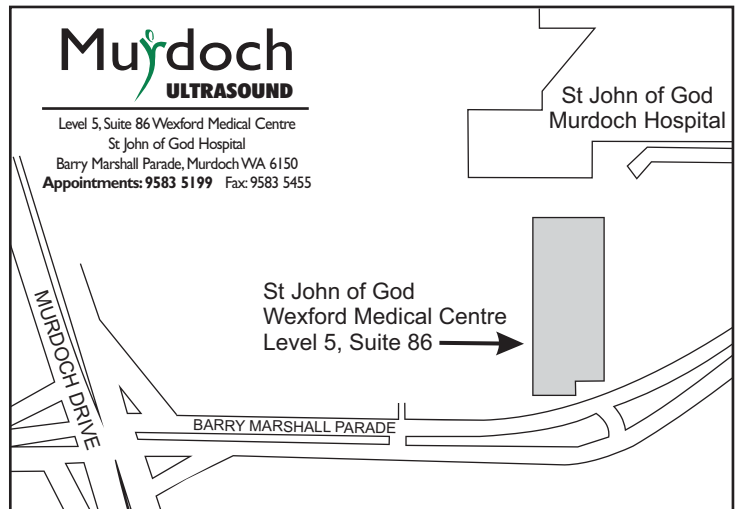 Murdoch
ULTRASOUND
Level 5, Suite 86 Wexford Medical Centre
St John of God Hospital
Barry Marshall Parade, Murdoch WA 6150
Appointments: 9583 5199 Fax: 9583 5455
St John of God
Murdoch Hospital
St John of God
Wexford Medical Centre
Level 5, Suite 86
MURDOCH DRIVE
BARRY MARSHALL PARADE